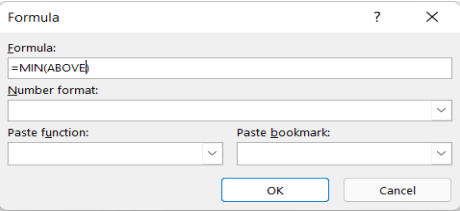 Formula ? ×
Formula:
=MIN(ABOVE)
Number format:
Paste function: Paste bookmark:
OK Cancel